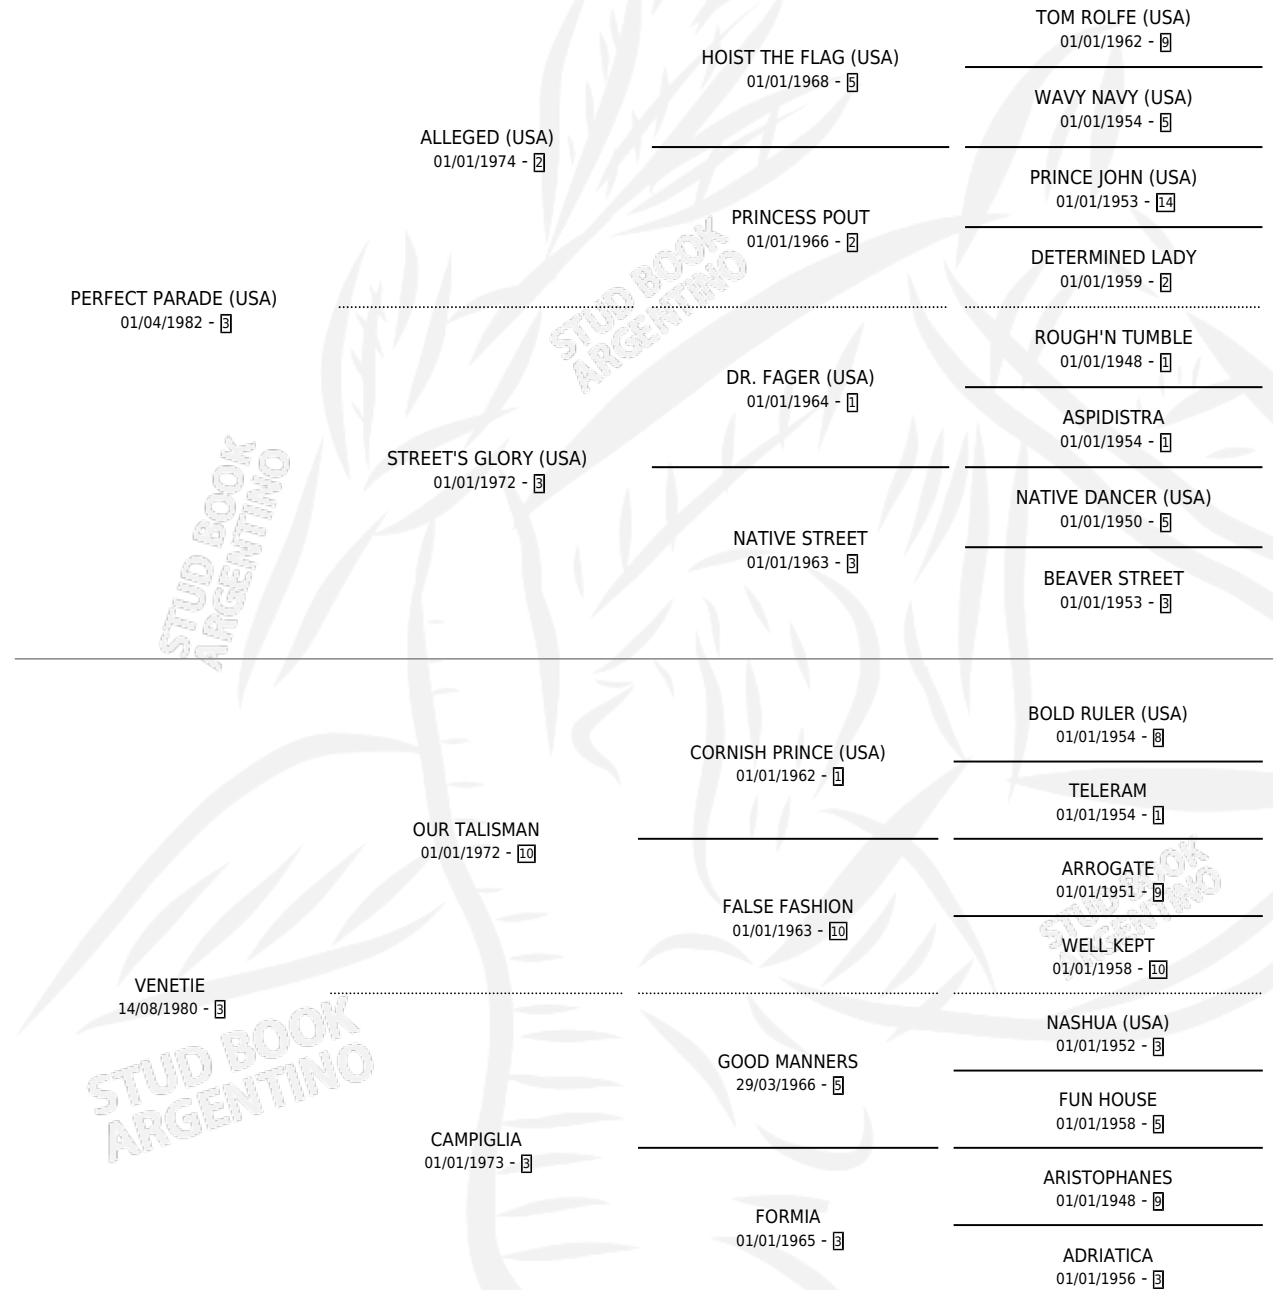 TOM ROLFE (USA)
01/01/1962 - 9
HOIST THE FLAG (USA)
01/01/1968 - 5
WAVY NAVY (USA)
01/01/1954 - 5
ALLEGED (USA)
01/01/1974 - 2
PRINCE JOHN (USA)
01/01/1953 - 14
PRINCESS POUT
01/01/1966 - 2
DETERMINED LADY
01/01/1959 - 2
PERFECT PARADE (USA)
01/04/1982 - 3
ROUGH'N TUMBLE
01/01/1948 - 1
DR. FAGER (USA)
01/01/1964 - 1
ASPIDISTRA
01/01/1954 - 1
STREET'S GLORY (USA)
01/01/1972 - 3
NATIVE DANCER (USA)
01/01/1950 - 5
NATIVE STREET
01/01/1963 - 3
BEAVER STREET
01/01/1953 - 3
BOLD RULER (USA)
01/01/1954 - 8
CORNISH PRINCE (USA)
01/01/1962 - 1
TELERAM
01/01/1954 - 1
OUR TALISMAN
01/01/1972 - 10
ARROGATE
01/01/1951 - 9
FALSE FASHION
01/01/1963 - 10
WELL KEPT
01/01/1958 - 10
VENETIE
14/08/1980 - 3
NASHUA (USA)
01/01/1952 - 3
GOOD MANNERS
29/03/1966 - 5
FUN HOUSE
01/01/1958 - 5
CAMPIGLIA
01/01/1973 - 3
ARISTOPHANES
01/01/1948 - 9
FORMIA
01/01/1965 - 3
ADRIATICA
01/01/1956 - 3
STUD BOOK
ARGENTINO
STUD BOOK
ARGENTINO
STUD BOOK
ARGENTINO
STUD BOOK
ARGENTINO